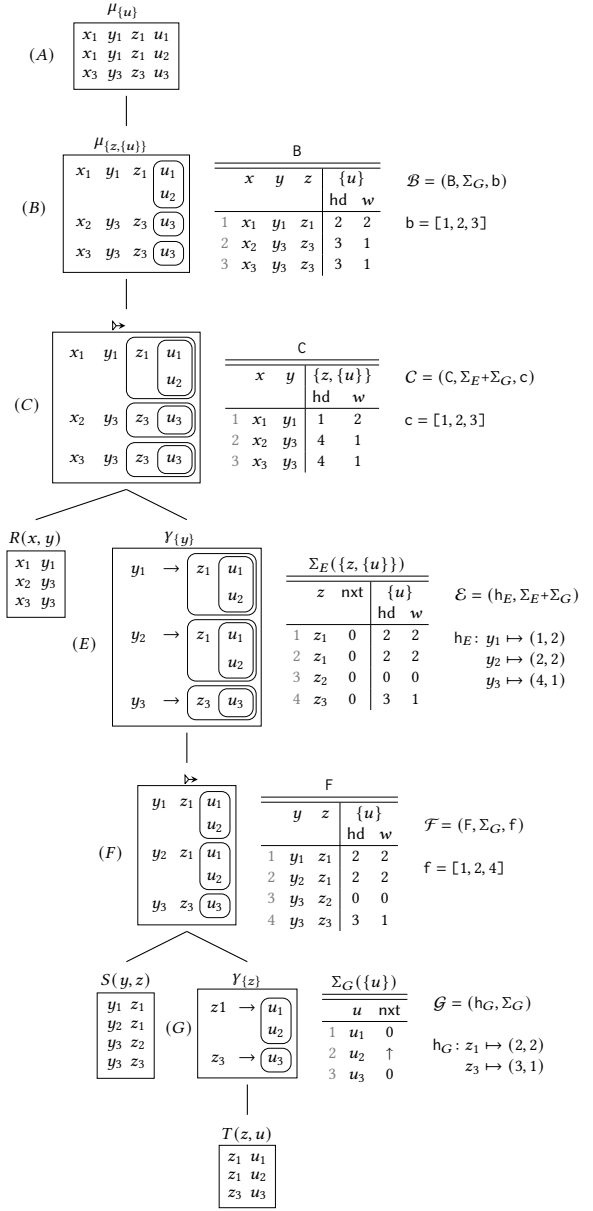 μ{u}
(A)
x1 y1 z1 u1
x1 y1 z1 u2
x3 y3 z3 u3
μ{z,{u}}
(B)
x1 y1 z1 u1
u2
x2 y3 z3 u3
x3 y3 z3 u3
B
x y z {u}
hd w
1 x1 y1 z1 2 2
2 x2 y3 z3 3 1
3 x3 y3 z3 3 1
ℬ = (B, ΣG, b)
b = [1, 2, 3]
(C)
x1 y1 z1 u1
u2
x2 y3 z3 u3
x3 y3 z3 u3
C
x y {z, {u}}
hd w
1 x1 y1 1 2
2 x2 y3 4 1
3 x3 y3 4 1
𝒞 = (C, ΣE+ΣG, c)
c = [1, 2, 3]
R(x, y)
x1 y1
x2 y3
x3 y3
γ{y}
(E)
y1 → z1 u1
u2
y2 → z1 u1
u2
y3 → z3 u3
ΣE({z, {u}})
z nxt {u}
hd w
1 z1 0 2 2
2 z1 0 2 2
3 z2 0 0 0
4 z3 0 3 1
ℰ = (hE, ΣE+ΣG)
hE: y1 ↦ (1, 2)
y2 ↦ (2, 2)
y3 ↦ (4, 1)
(F)
y1 z1 u1
u2
y2 z1 u1
u2
y3 z3 u3
F
y z {u}
hd w
1 y1 z1 2 2
2 y2 z1 2 2
3 y3 z2 0 0
4 y3 z3 3 1
ℱ = (F, ΣG, f)
f = [1, 2, 4]
S(y, z)
y1 z1
y2 z1
y3 z2
y3 z3
γ{z}
(G)
z1 → u1
u2
z3 → u3
ΣG({u})
u nxt
1 u1 0
2 u2 ↑
3 u3 0
𝒢 = (hG, ΣG)
hG: z1 ↦ (2, 2)
z3 ↦ (3, 1)
T(z, u)
z1 u1
z1 u2
z3 u3